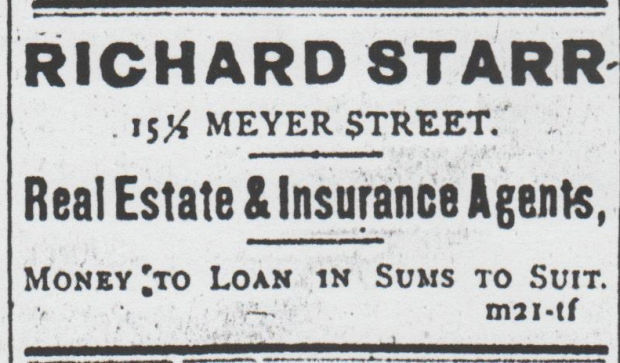 RICHARD STARR
15½ MEYER STREET.
Real Estate & Insurance Agents,
MONEY TO LOAN IN SUMS TO SUIT.
m21-tf